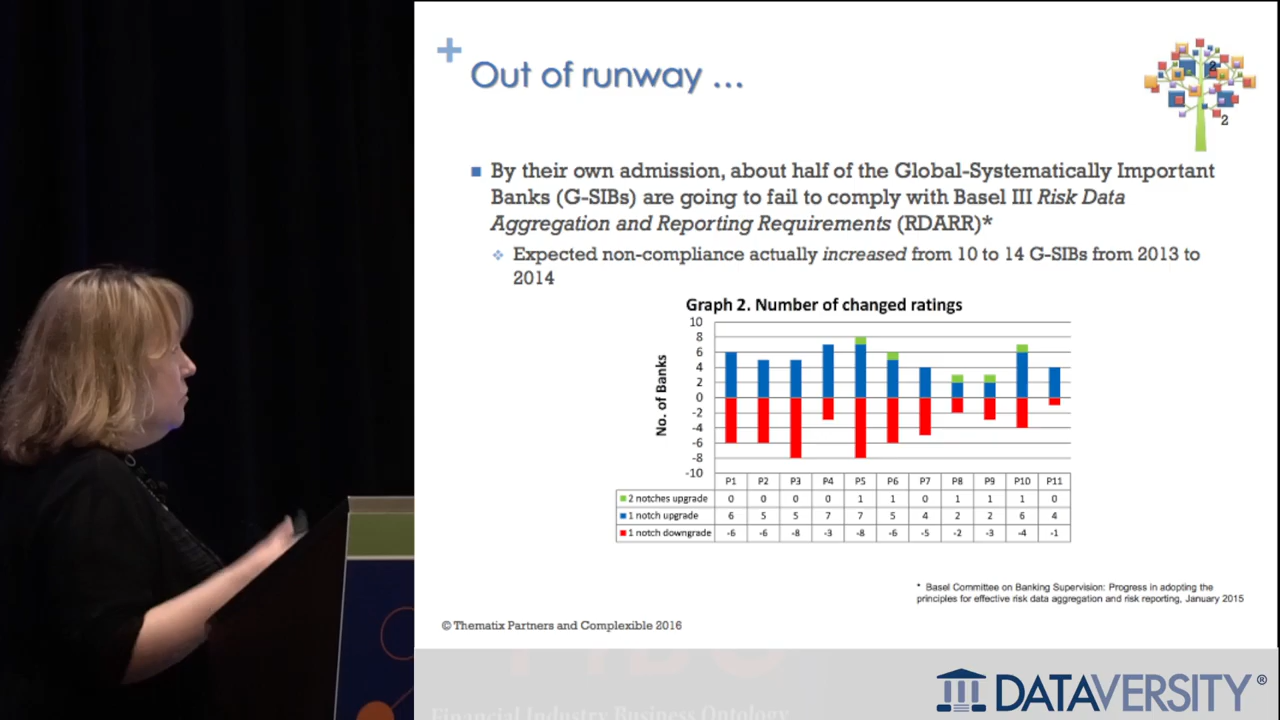 + Out of runway ...
2
2
■ By their own admission, about half of the Global-Systematically Important
Banks (G-SIBs) are going to fail to comply with Basel III Risk Data
Aggregation and Reporting Requirements (RDARR)*
❖ Expected non-compliance actually increased from 10 to 14 G-SIBs from 2013 to
2014
Graph 2. Number of changed ratings
No. of Banks
10
8
6
4
2
0
-2
-4
-6
-8
-10
P1 P2 P3 P4 P5 P6 P7 P8 P9 P10 P11
2 notches upgrade 0 0 0 0 1 1 0 1 1 1 0
1 notch upgrade 6 5 5 7 7 5 4 2 2 6 4
1 notch downgrade -6 -6 -8 -3 -8 -6 -5 -2 -3 -4 -1
* Basel Committee on Banking Supervision: Progress in adopting the
principles for effective risk data aggregation and risk reporting, January 2015
© Thematix Partners and Complexible 2016
Financial Industry Business Ontology
DATAVERSITY®